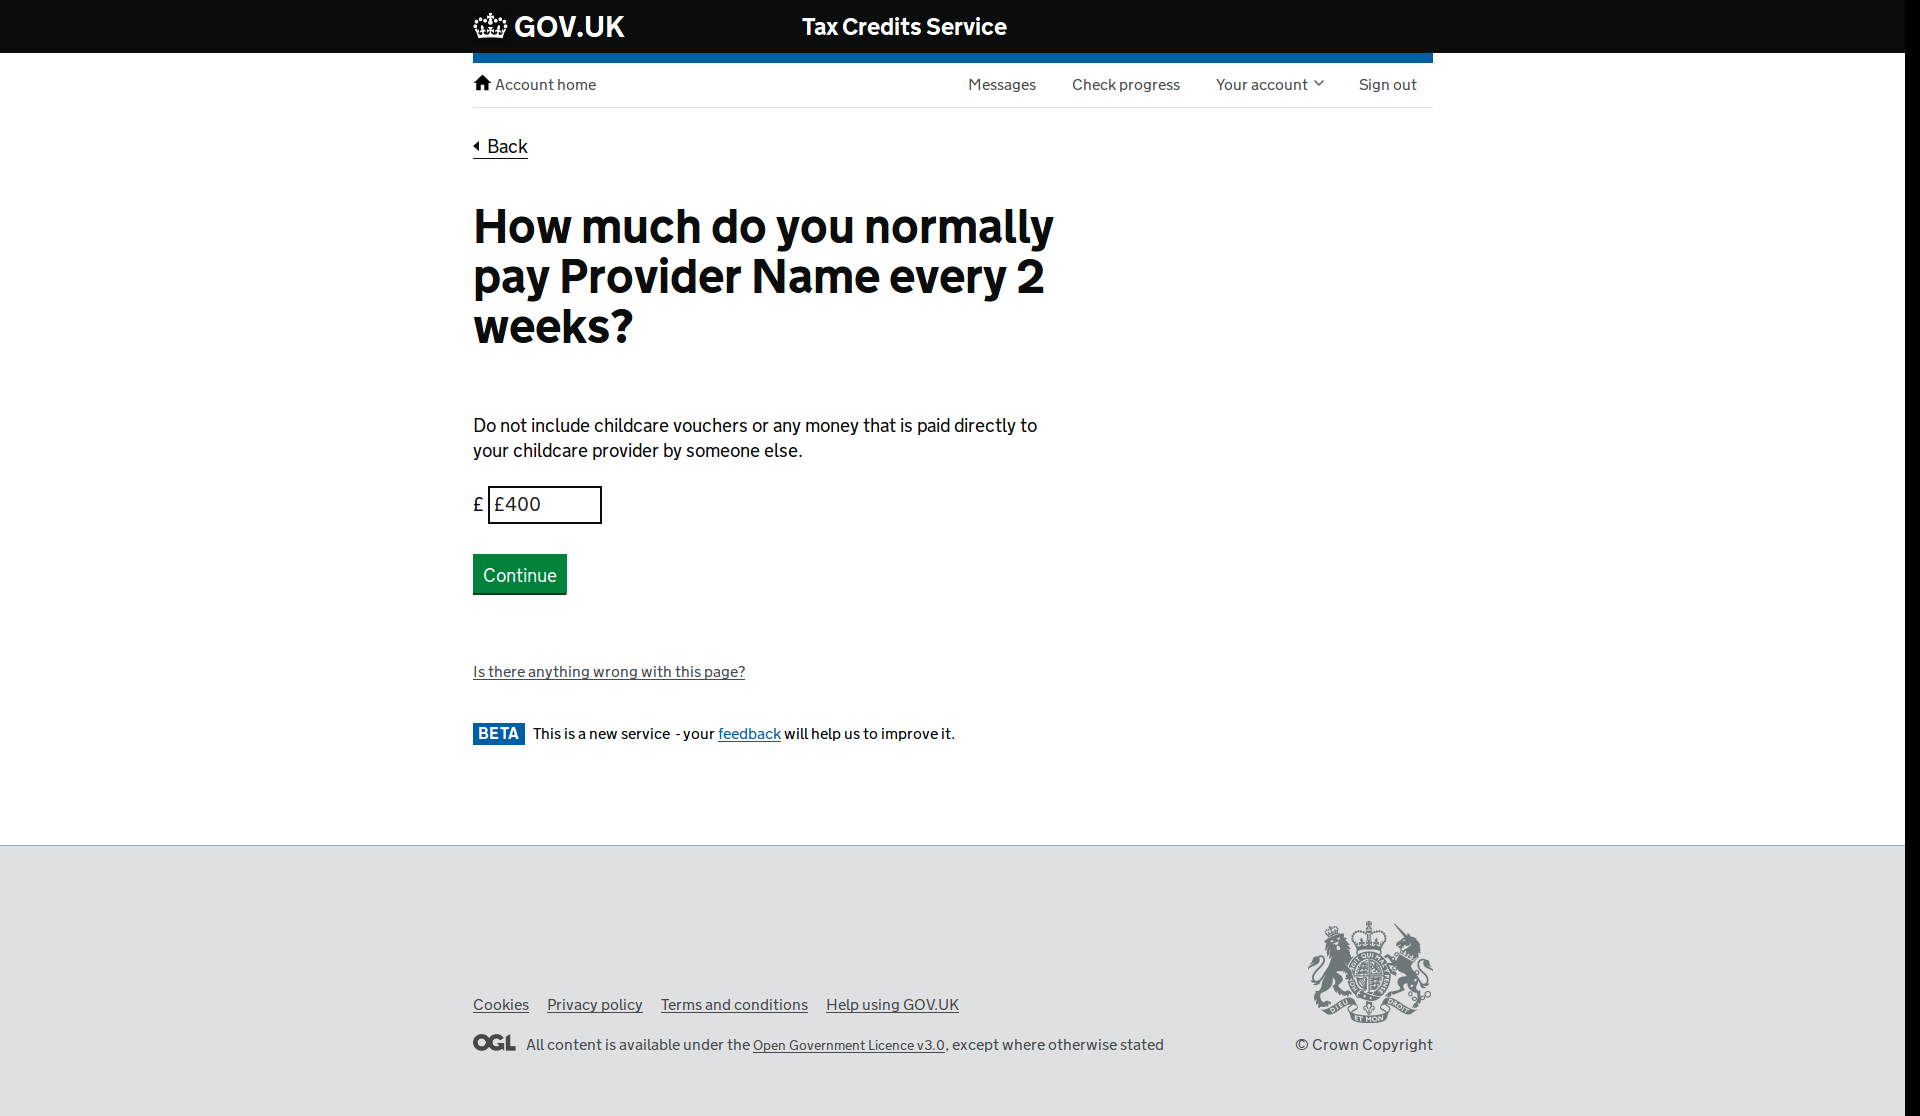 GOV.UK
Tax Credits Service
Account home
Messages
Check progress
Your account
Sign out
Back
How much do you normally
pay Provider Name every 2
weeks?
Do not include childcare vouchers or any money that is paid directly to
your childcare provider by someone else.
£ £400
Continue
Is there anything wrong with this page?
BETA This is a new service - your feedback will help us to improve it.
Cookies Privacy policy Terms and conditions Help using GOV.UK
OGL All content is available under the Open Government Licence v3.0, except where otherwise stated
© Crown Copyright